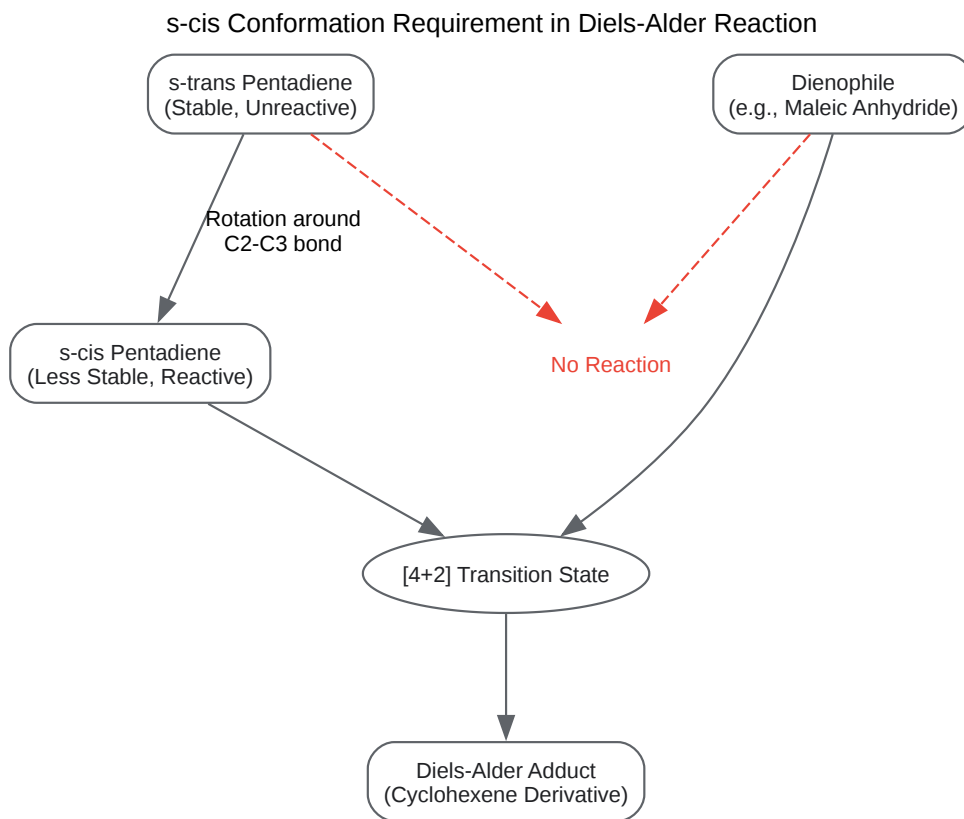 s-cis Conformation Requirement in Diels-Alder Reaction
s-trans Pentadiene
(Stable, Unreactive)
Dienophile
(e.g., Maleic Anhydride)
Rotation around
C2-C3 bond
s-cis Pentadiene
(Less Stable, Reactive)
No Reaction
[4+2] Transition State
Diels-Alder Adduct
(Cyclohexene Derivative)